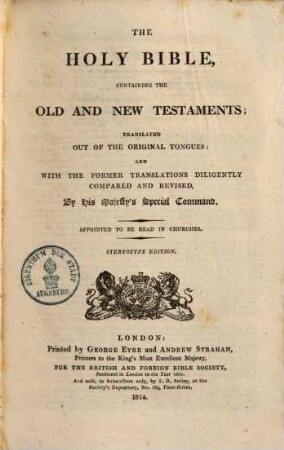 THE
HOLY BIBLE,
CONTAINING THE
OLD AND NEW TESTAMENTS;
TRANSLATED
OUT OF THE ORIGINAL TONGUES:
AND
WITH THE FORMER TRANSLATIONS DILIGENTLY
COMPARED AND REVISED,
By His Majesty's Special Command.
APPOINTED TO BE READ IN CHURCHES.
STEREOTYPE EDITION.
EIGENTHUM DER STADT
AUGSBURG
LONDON:
Printed by GEORGE EYRE and ANDREW STRAHAN,
Printers to the King's Most Excellent Majesty,
FOR THE BRITISH AND FOREIGN BIBLE SOCIETY,
Instituted in London in the Year 1804.
And sold, to Subscribers only, by L. B. Seeley, at the
Society's Depository, No. 169, Fleet-Street.
1814.